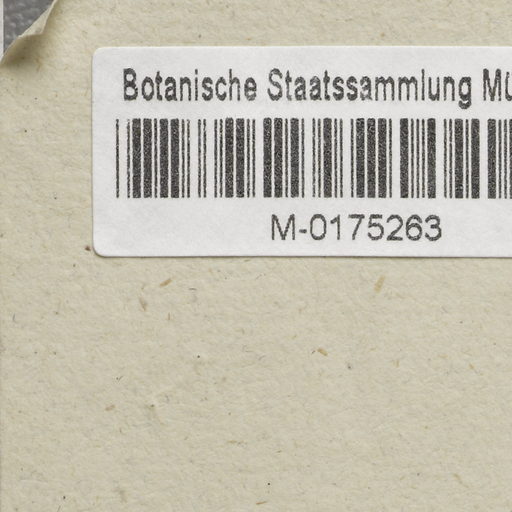 Botanische Staatssammlung Mü
M-0175263